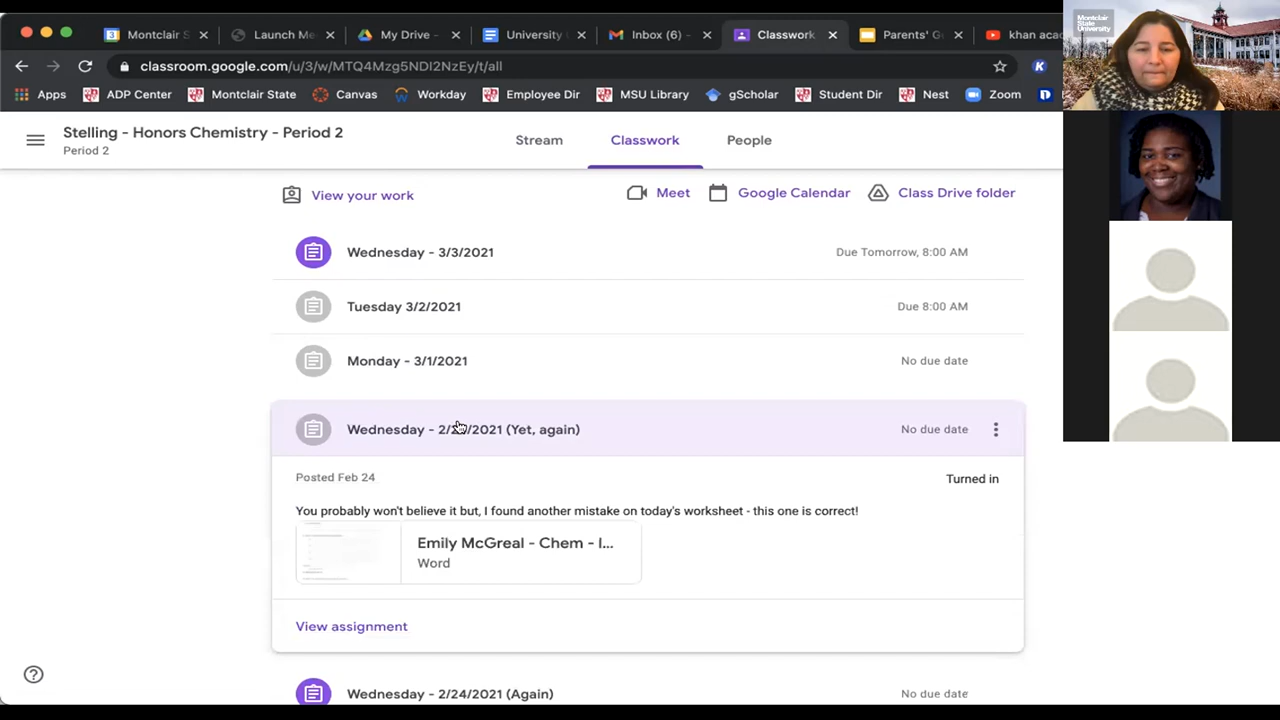 Montclair S
Launch Me
My Drive -
University
Inbox (6) -
Classwork
Parents' G
khan acad
classroom.google.com/u/3/w/MTQ4Mzg5NDI2NzEy/t/all
Apps
ADP Center
Montclair State
Canvas
Workday
Employee Dir
MSU Library
gScholar
Student Dir
Nest
Zoom
Montclair State
University
Stelling - Honors Chemistry - Period 2
Period 2
Stream
Classwork
People
View your work
Meet
Google Calendar
Class Drive folder
Wednesday - 3/3/2021
Due Tomorrow, 8:00 AM
Tuesday 3/2/2021
Due 8:00 AM
Monday - 3/1/2021
No due date
Wednesday - 2/24/2021 (Yet, again)
No due date
Posted Feb 24
Turned in
You probably won't believe it but, I found another mistake on today's worksheet - this one is correct!
Emily McGreal - Chem - I...
Word
View assignment
Wednesday - 2/24/2021 (Again)
No due date